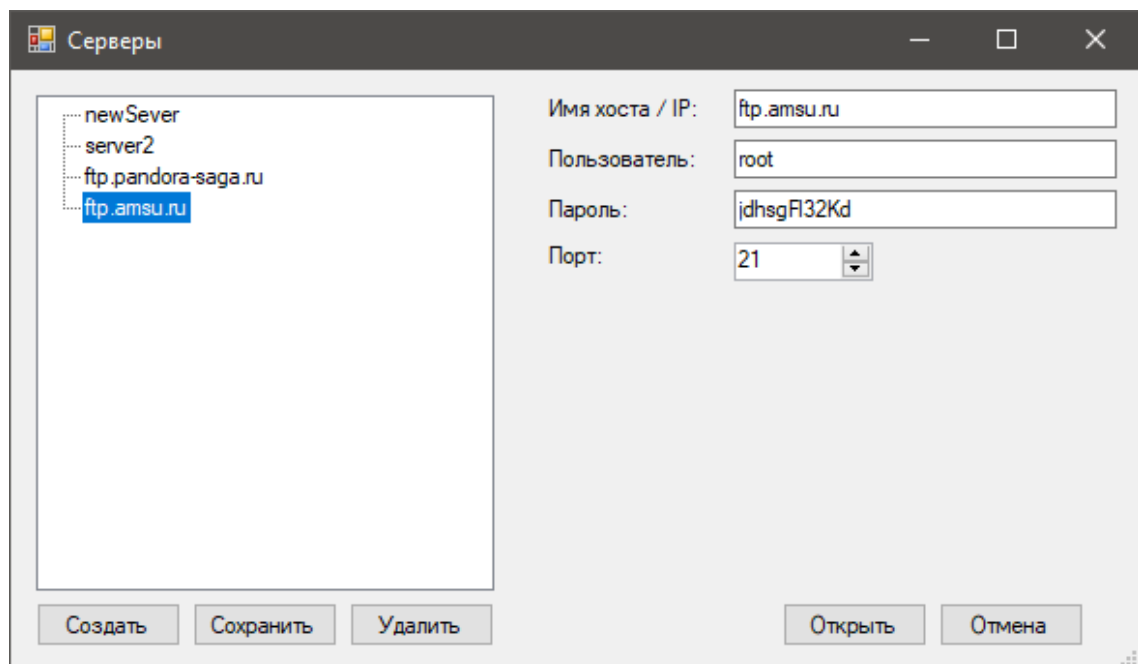 Серверы
newSever
server2
ftp.pandora-saga.ru
ftp.amsu.ru
Имя хоста / IP: ftp.amsu.ru
Пользователь: root
Пароль: jdhsgFl32Kd
Порт: 21
Создать Сохранить Удалить Открыть Отмена